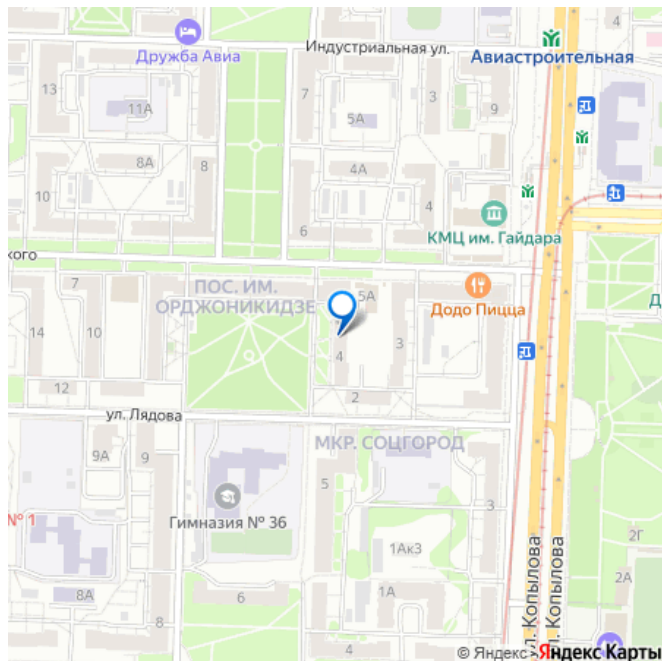 4
Индустриальная ул.
Дружба Авиа
Авиастроительная
13
11А
7
3
9
5А
8А
8
4А
10
4
КМЦ им. Гайдара
кого
7
ПОС. ИМ.
ОРДЖОНИКИДЗЕ
5А
Додо Пицца
Д
14
10
4
3
12
2
ул. Лядова
МКР. СОЦГОРОД
9А
9
5
3
№ 1
Гимназия № 36
1Ак3
2Г
8А
6
1А
2А
8
ул. Копылова
ул. Копылова
© Яндекс
Яндекс Карты